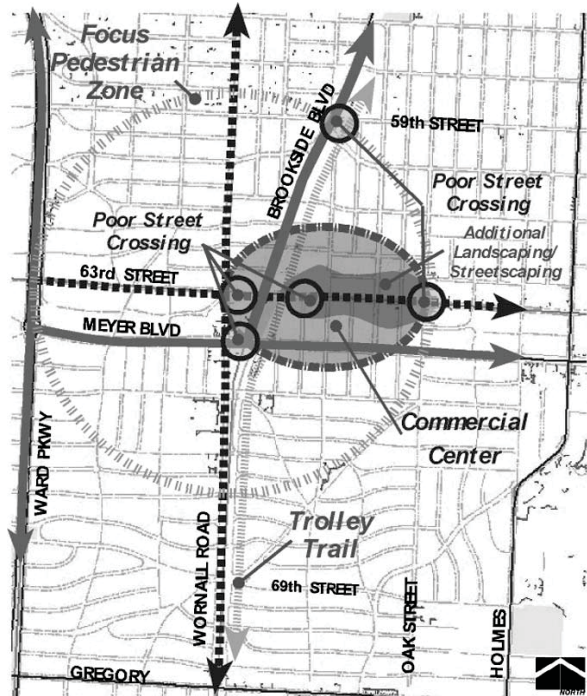 Focus
Pedestrian
Zone
BROOKSIDE BLVD
59th STREET
Poor Street
Crossing
Poor Street
Crossing
Additional
Landscaping/
Streetscaping
63rd STREET
MEYER BLVD
Commercial
Center
WARD PKWY
WORNALL ROAD
Trolley
Trail
69th STREET
OAK STREET
HOLMES
GREGORY
NORTH